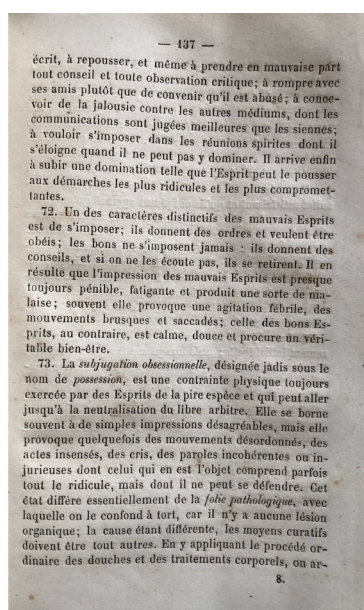 — 137 —
écrit, à repousser, et même à prendre en mauvaise part
tout conseil et toute observation critique; à rompre avec
ses amis plutôt que de convenir qu'il est abusé; à conce-
voir de la jalousie contre les autres médiums, dont les
communications sont jugées meilleures que les siennes;
à vouloir s'imposer dans les réunions spirites dont il
s'éloigne quand il ne peut pas y dominer. Il arrive enfin
à subir une domination telle que l'Esprit peut le pousser
aux démarches les plus ridicules et les plus compromet-
tantes.
72. Un des caractères distinctifs des mauvais Esprits
est de s'imposer; ils donnent des ordres et veulent être
obéis; les bons ne s'imposent jamais : ils donnent des
conseils, et si on ne les écoute pas, ils se retirent. Il en
résulte que l'impression des mauvais Esprits est presque
toujours pénible, fatigante et produit une sorte de ma-
laise; souvent elle provoque une agitation fébrile, des
mouvements brusques et saccadés; celle des bons Es-
prits, au contraire, est calme, douce et procure un véri-
table bien-être.
73. La subjugation obsessionnelle, désignée jadis sous le
nom de possession, est une contrainte physique toujours
exercée par des Esprits de la pire espèce et qui peut aller
jusqu'à la neutralisation du libre arbitre. Elle se borne
souvent à de simples impressions désagréables, mais elle
provoque quelquefois des mouvements désordonnés, des
actes insensés, des cris, des paroles incohérentes ou in-
jurieuses dont celui qui en est l'objet comprend parfois
tout le ridicule, mais dont il ne peut se défendre. Cet
état diffère essentiellement de la folie pathologique, avec
laquelle on le confond à tort, car il n'y a aucune lésion
organique; la cause étant différente, les moyens curatifs
doivent être tout autres. En y appliquant le procédé or-
dinaire des douches et des traitements corporels, on ar-
8.